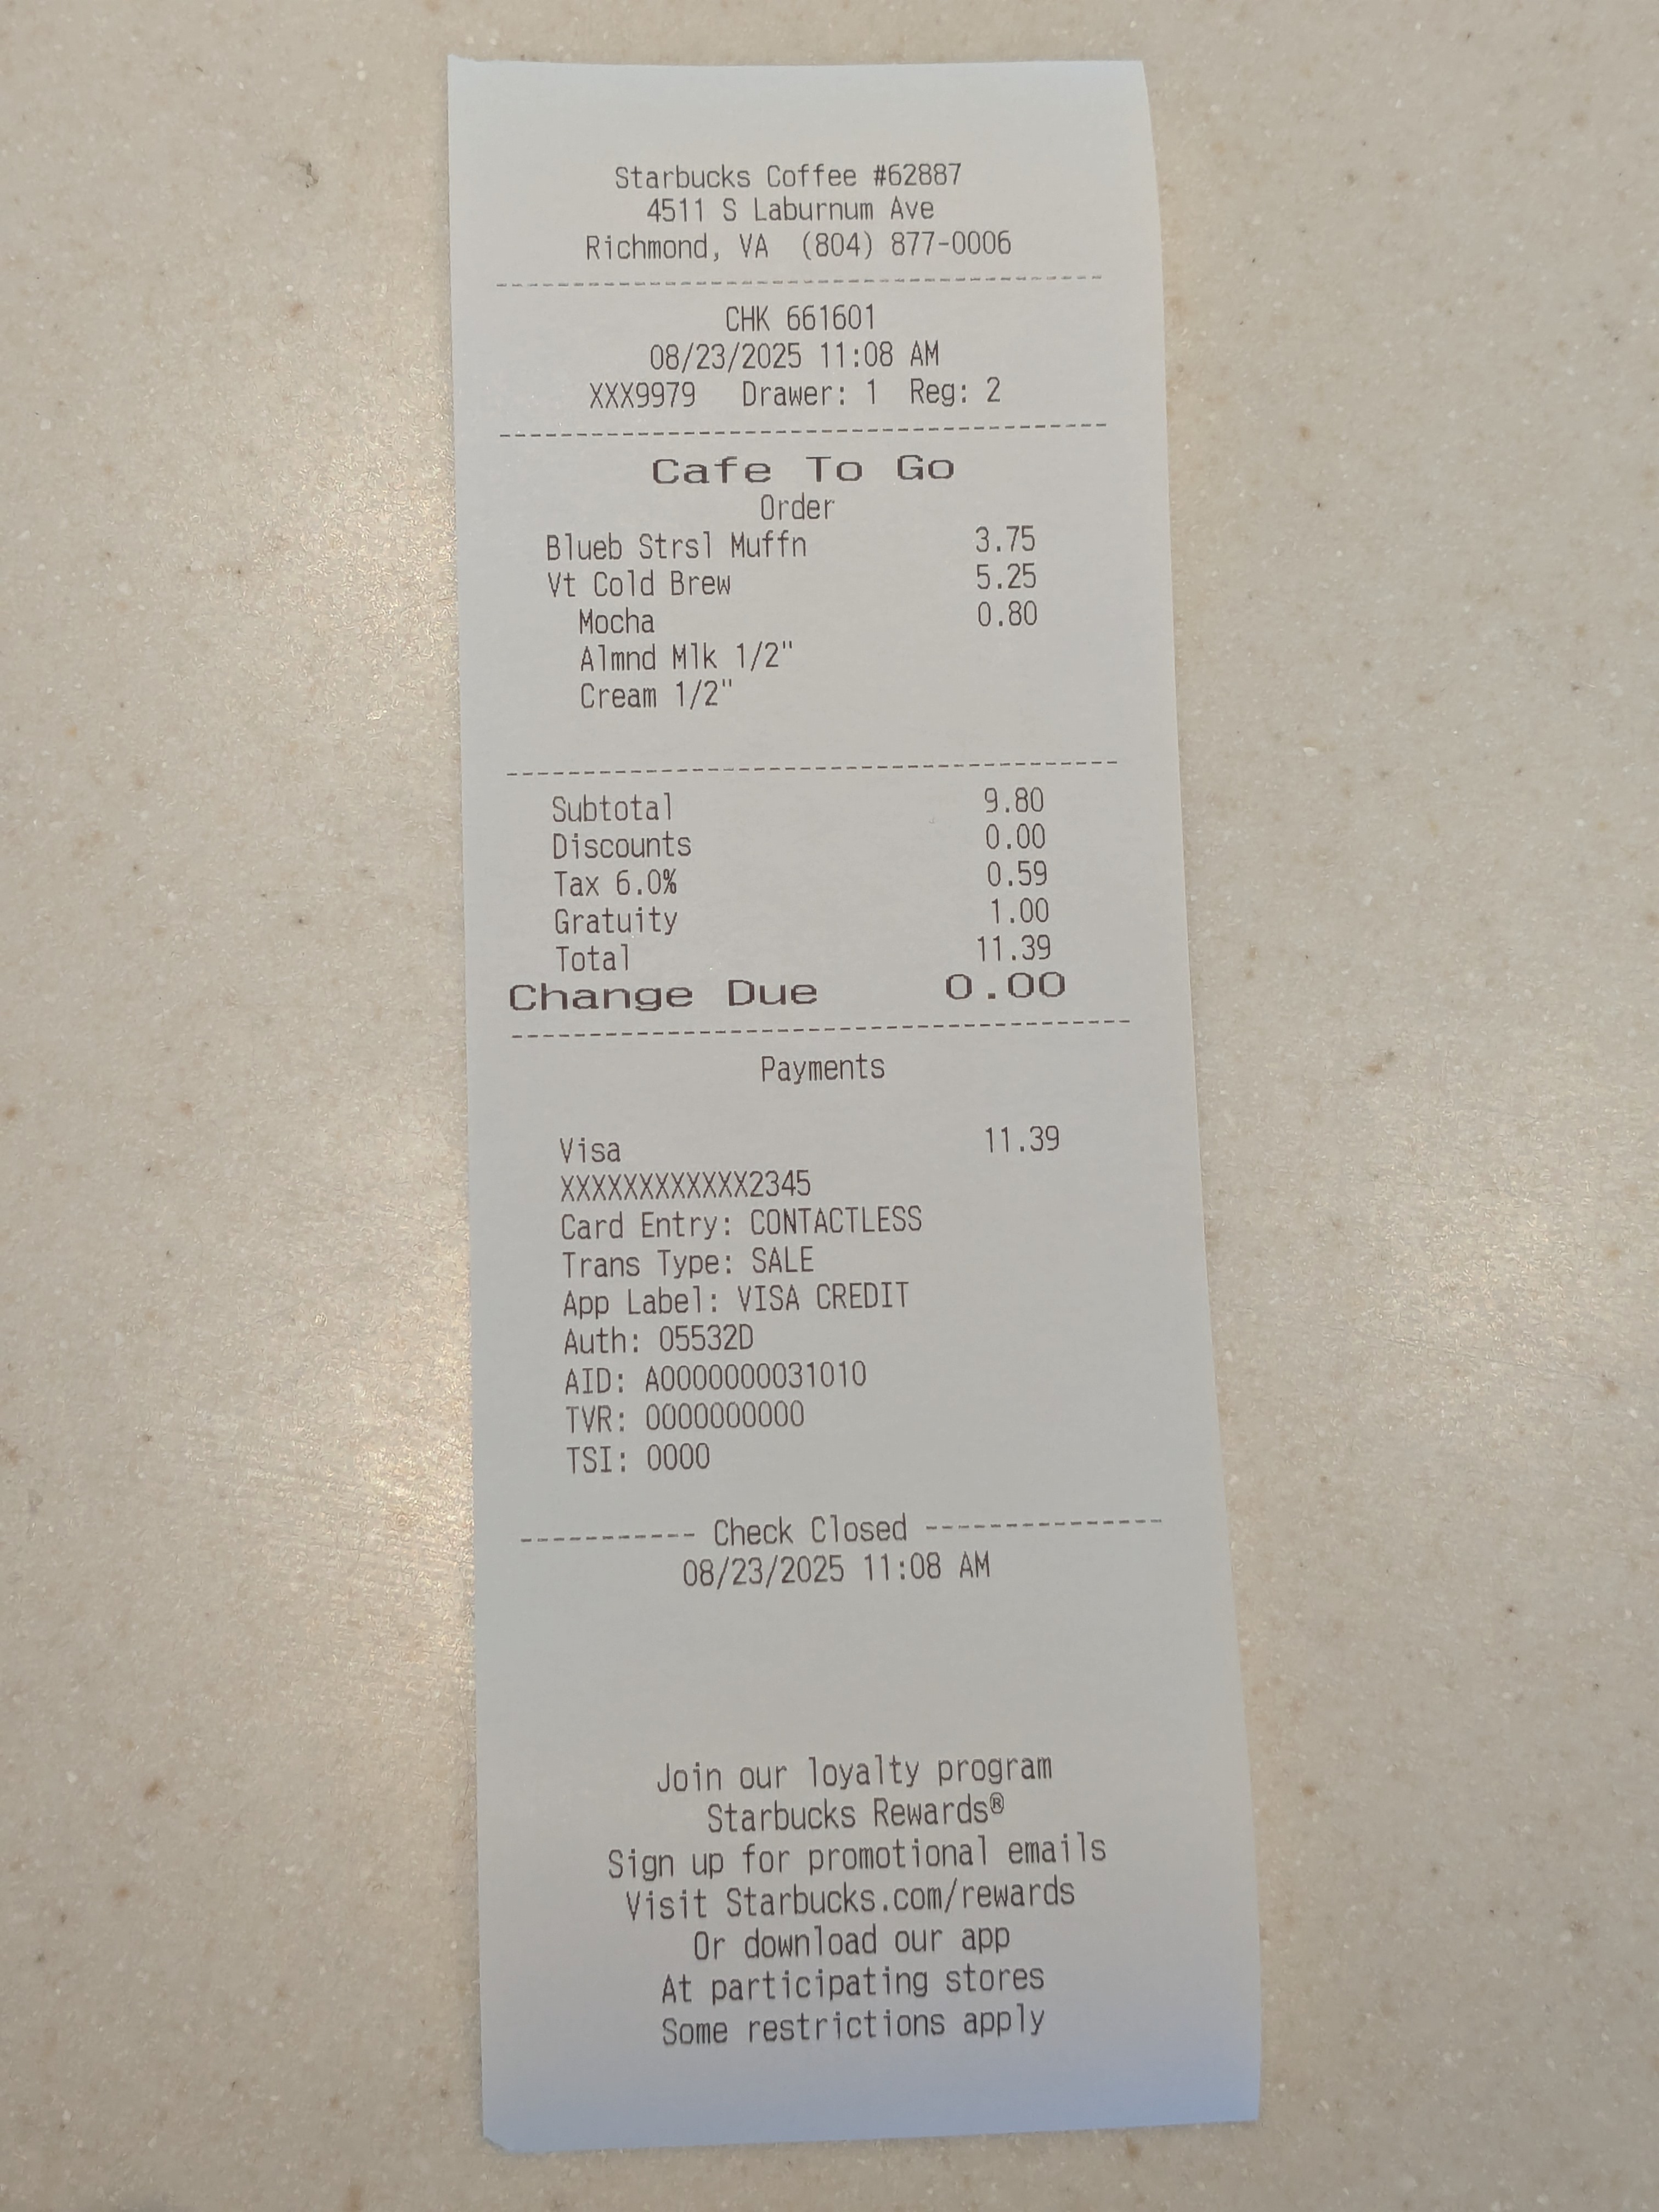 Starbucks Coffee #62887
4511 S Laburnum Ave
Richmond, VA (804) 877-0006
CHK 661601
08/23/2025 11:08 AM
XXX9979 Drawer: 1 Reg: 2
Cafe To Go
Order
Blueb Strsl Muffn 3.75
Vt Cold Brew 5.25
Mocha 0.80
Almnd Mlk 1/2"
Cream 1/2"
Subtotal 9.80
Discounts 0.00
Tax 6.0% 0.59
Gratuity 1.00
Total 11.39
Change Due 0.00
Payments
Visa 11.39
XXXXXXXXXXXX2345
Card Entry: CONTACTLESS
Trans Type: SALE
App Label: VISA CREDIT
Auth: 05532D
AID: A0000000031010
TVR: 0000000000
TSI: 0000
----------- Check Closed ---------------
08/23/2025 11:08 AM
Join our loyalty program
Starbucks Rewards®
Sign up for promotional emails
Visit Starbucks.com/rewards
Or download our app
At participating stores
Some restrictions apply